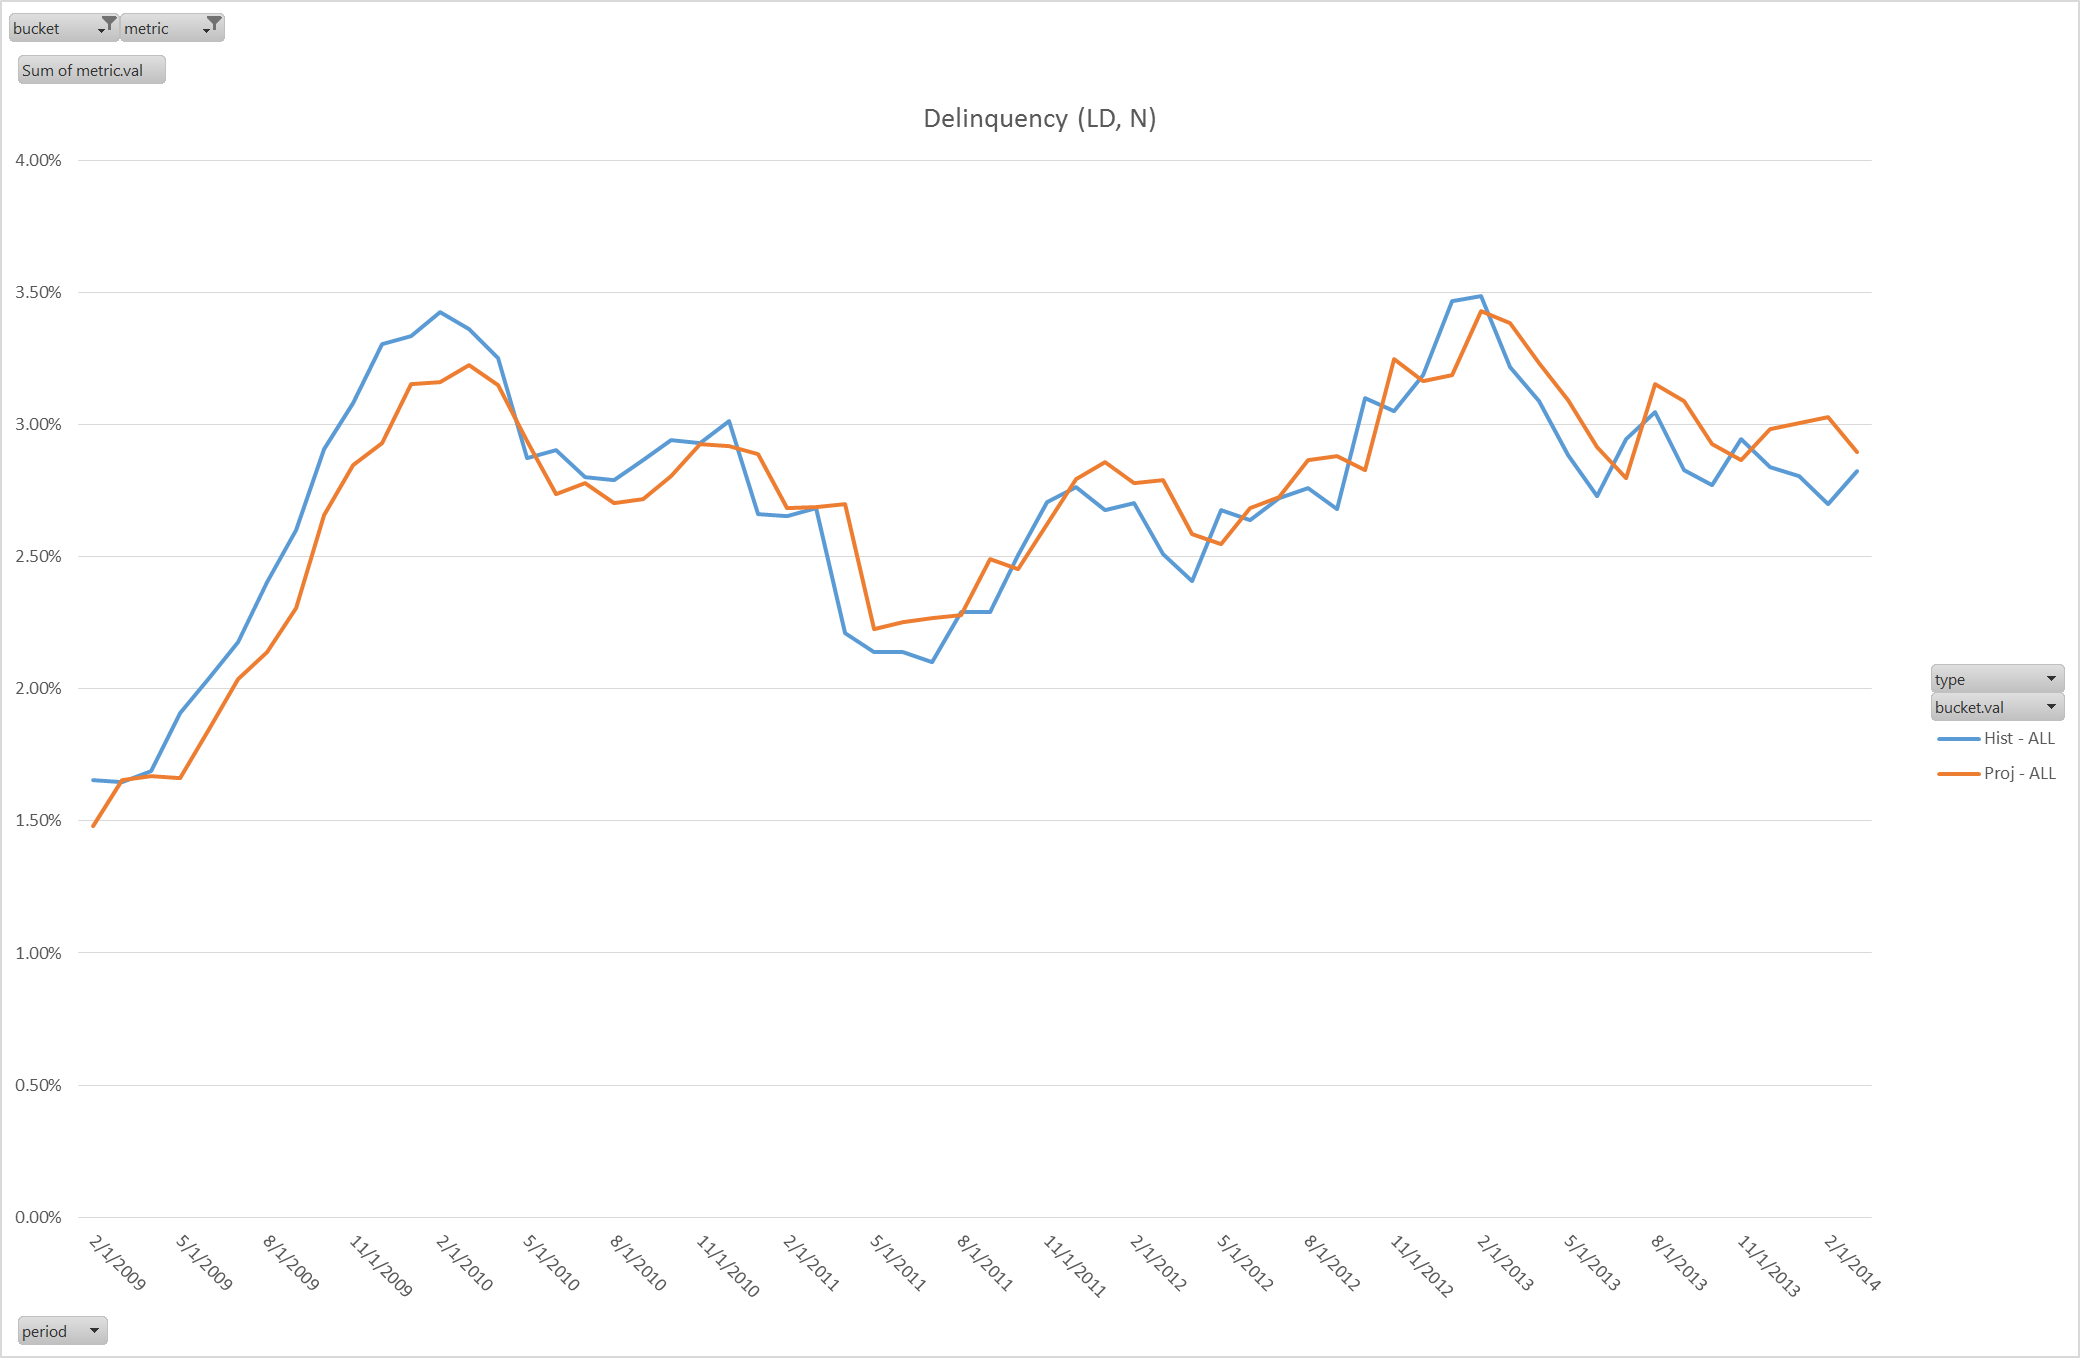 bucket metric
Sum of metric.val
Delinquency (LD, N)
4.00%
3.50%
3.00%
2.50%
2.00%
1.50%
1.00%
0.50%
0.00%
type
bucket.val
Hist - ALL
Proj - ALL
2/1/2009 5/1/2009 8/1/2009 11/1/2009 2/1/2010 5/1/2010 8/1/2010 11/1/2010 2/1/2011 5/1/2011 8/1/2011 11/1/2011 2/1/2012 5/1/2012 8/1/2012 11/1/2012 2/1/2013 5/1/2013 8/1/2013 11/1/2013 2/1/2014
period